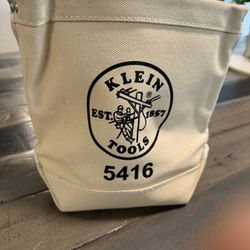 KLEIN
®
EST. 1857
TOOLS
5416